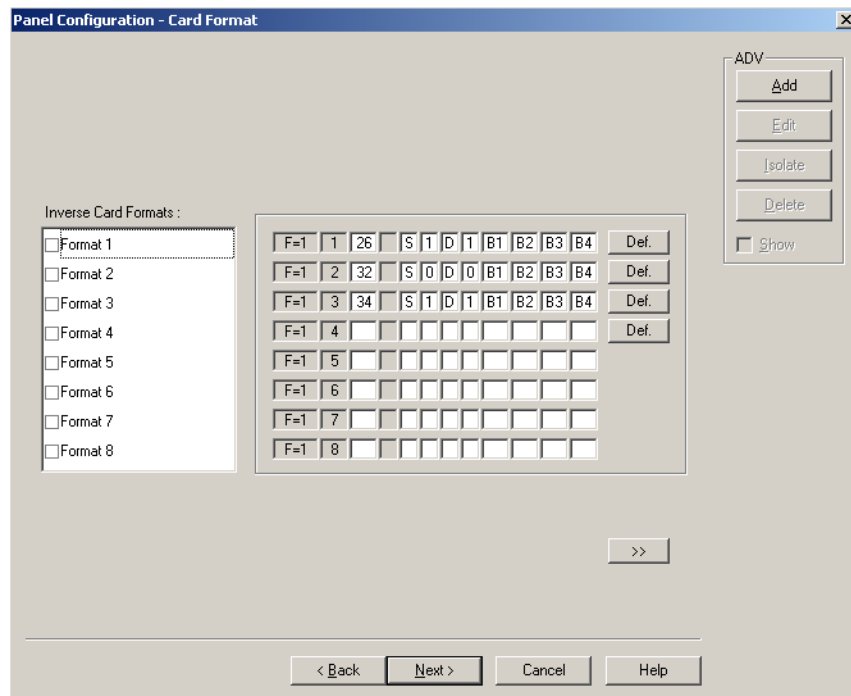 Panel Configuration - Card Format
ADV
Add
Edit
Isolate
Delete
Show
Inverse Card Formats :
Format 1
Format 2
Format 3
Format 4
Format 5
Format 6
Format 7
Format 8
F=1 1 26 S 1 D 1 B1 B2 B3 B4 Def.
F=1 2 32 S 0 D 0 B1 B2 B3 B4 Def.
F=1 3 34 S 1 D 1 B1 B2 B3 B4 Def.
F=1 4 Def.
F=1 5
F=1 6
F=1 7
F=1 8
>>
< Back Next > Cancel Help